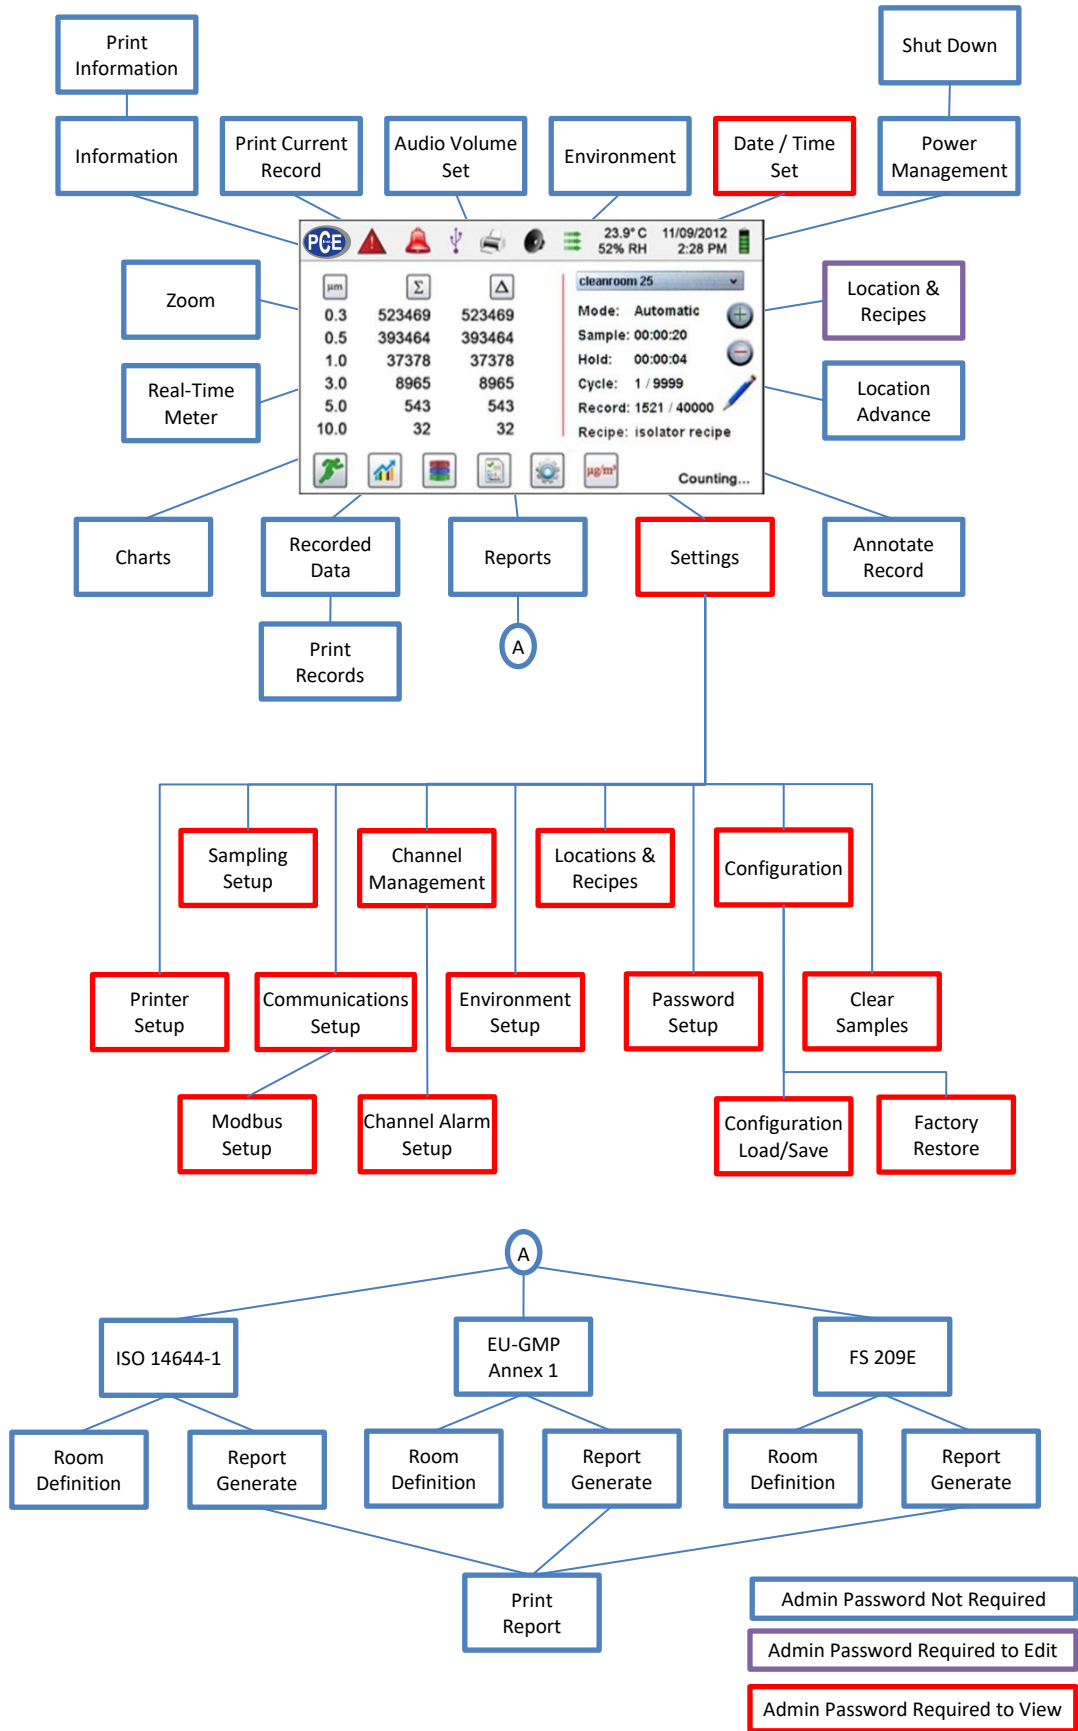 Print
Information
Shut Down
Information
Print Current
Record
Audio Volume
Set
Environment
Date / Time
Set
Power
Management
PCE
23.9° C
52% RH
11/09/2012
2:28 PM
Zoom
Real-Time
Meter
µm
Σ
Δ
0.3 523469 523469
0.5 393464 393464
1.0 37378 37378
3.0 8965 8965
5.0 543 543
10.0 32 32
cleanroom 25
Mode: Automatic
Sample: 00:00:20
Hold: 00:00:04
Cycle: 1 / 9999
Record: 1521 / 40000
Recipe: isolator recipe
µg/m³
Counting...
Location &
Recipes
Location
Advance
Charts
Recorded
Data
Reports
Settings
Annotate
Record
Print
Records
A
Sampling
Setup
Channel
Management
Locations &
Recipes
Configuration
Printer
Setup
Communications
Setup
Environment
Setup
Password
Setup
Clear
Samples
Modbus
Setup
Channel Alarm
Setup
Configuration
Load/Save
Factory
Restore
A
ISO 14644-1
EU-GMP
Annex 1
FS 209E
Room
Definition
Report
Generate
Room
Definition
Report
Generate
Room
Definition
Report
Generate
Print
Report
Admin Password Not Required
Admin Password Required to Edit
Admin Password Required to View